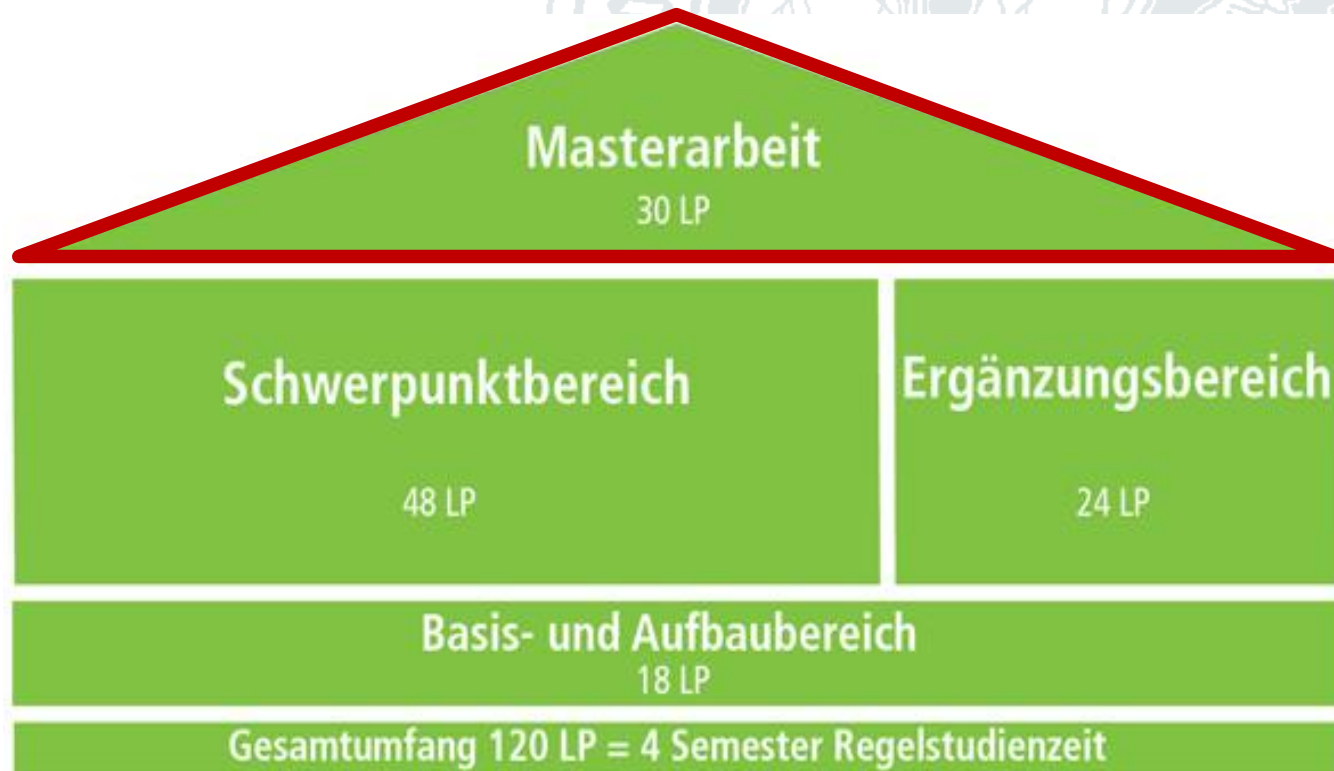 Masterarbeit
30 LP
Schwerpunktbereich
48 LP
Ergänzungsbereich
24 LP
Basis- und Aufbaubereich
18 LP
Gesamtumfang 120 LP = 4 Semester Regelstudienzeit